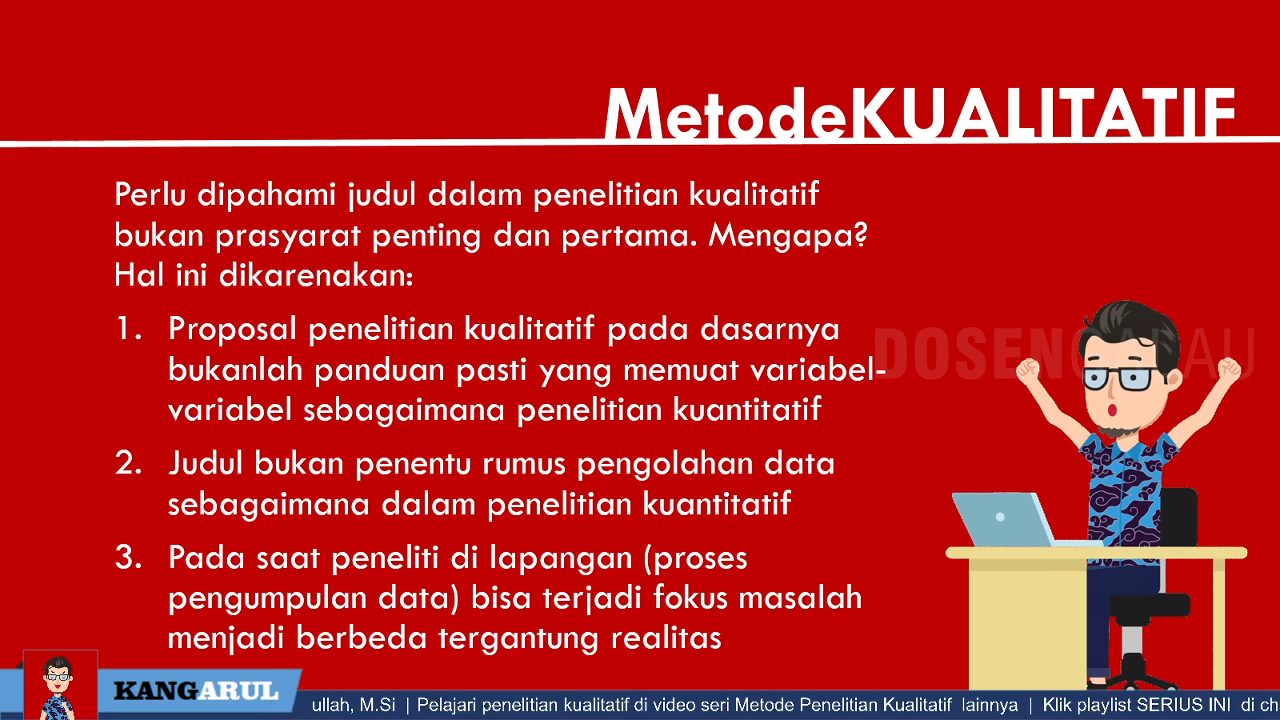 MetodeKUALITATIF
Perlu dipahami judul dalam penelitian kualitatif
bukan prasyarat penting dan pertama. Mengapa?
Hal ini dikarenakan:
1. Proposal penelitian kualitatif pada dasarnya
bukanlah panduan pasti yang memuat variabel-
variabel sebagaimana penelitian kuantitatif
2. Judul bukan penentu rumus pengolahan data
sebagaimana dalam penelitian kuantitatif
3. Pada saat peneliti di lapangan (proses
pengumpulan data) bisa terjadi fokus masalah
menjadi berbeda tergantung realitas
KANGARUL
ullah, M.Si | Pelajari penelitian kualitatif di video seri Metode Penelitian Kualitatif lainnya | Klik playlist SERIUS INI di ch